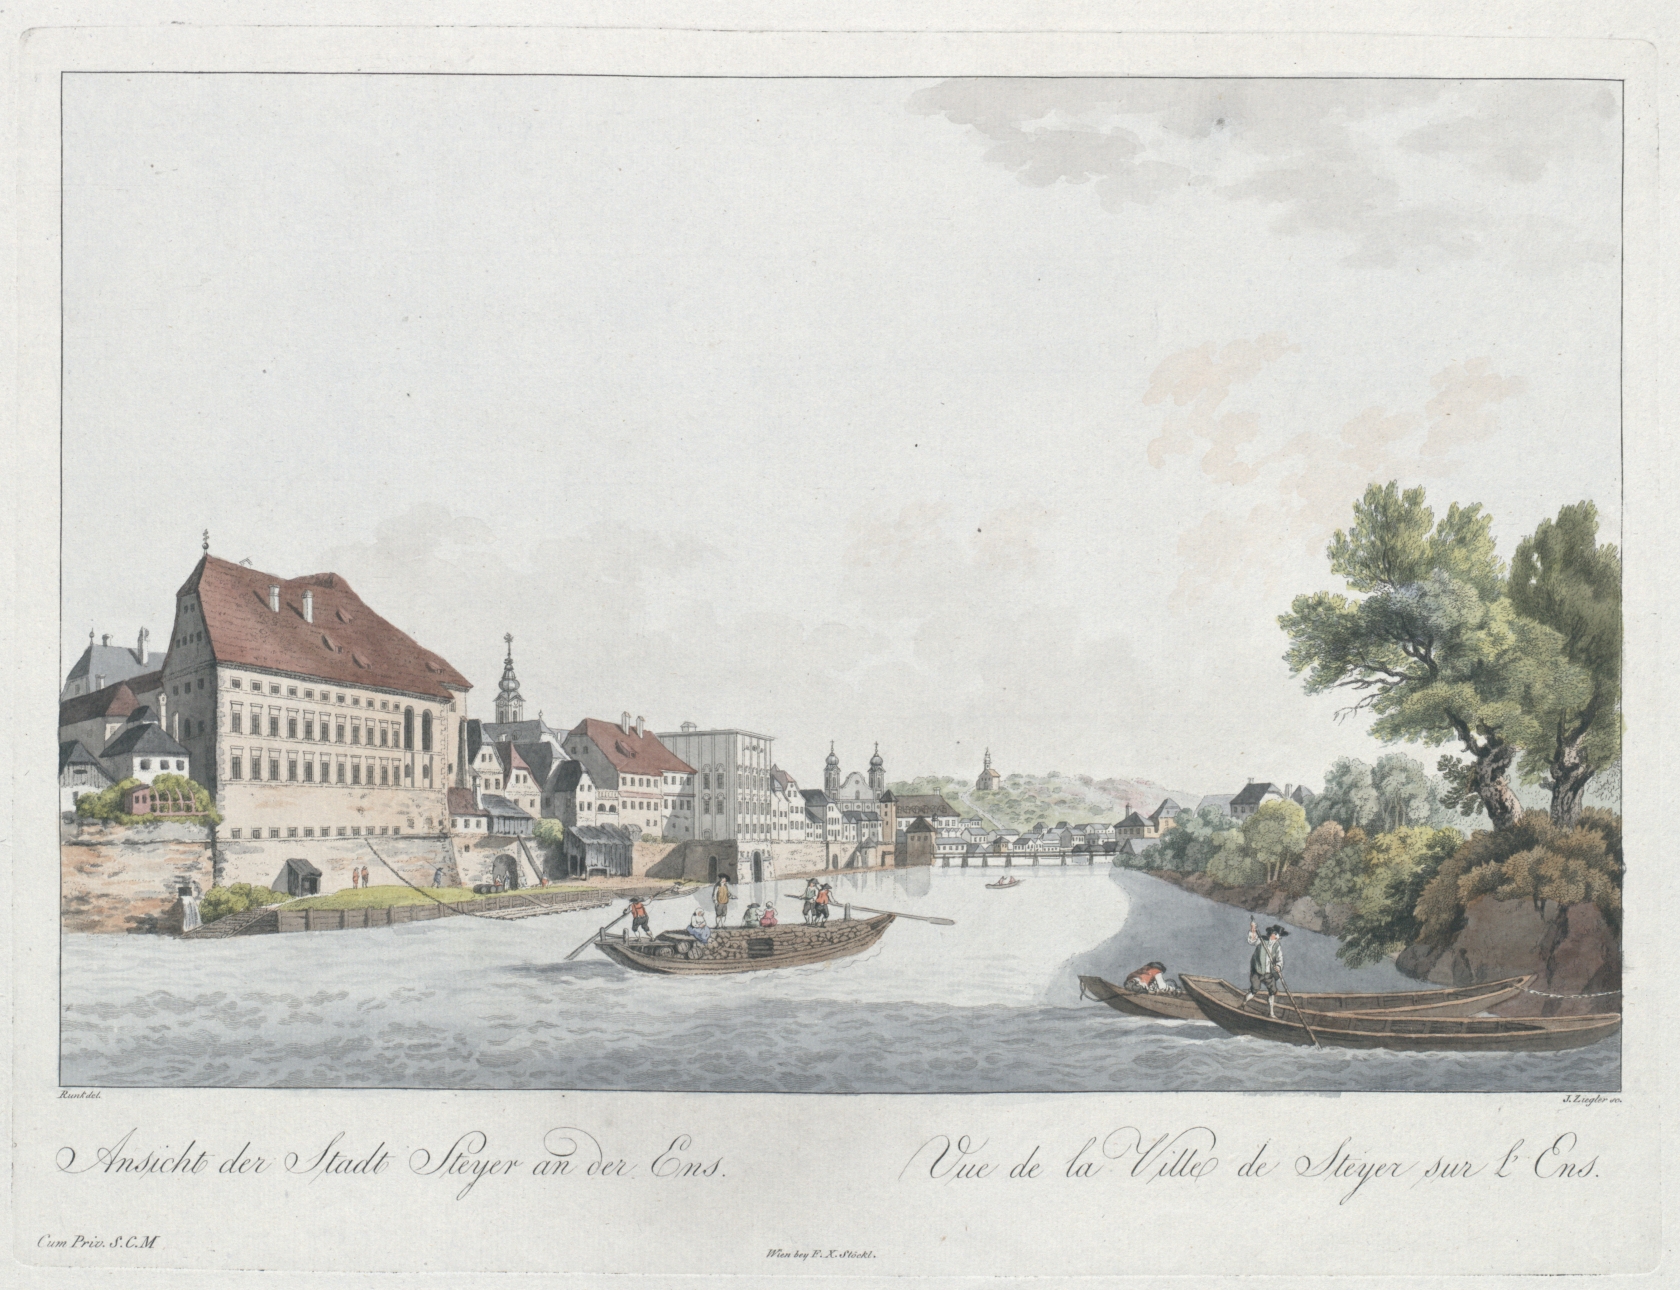 Runk del.
J. Ziegler sc.
Ansicht der Stadt Steyer an der Ens.
Vue de la Ville de Steyer sur l'Ens.
Cum Priv. S.C.M
Wien bey F. X. Stöckl.